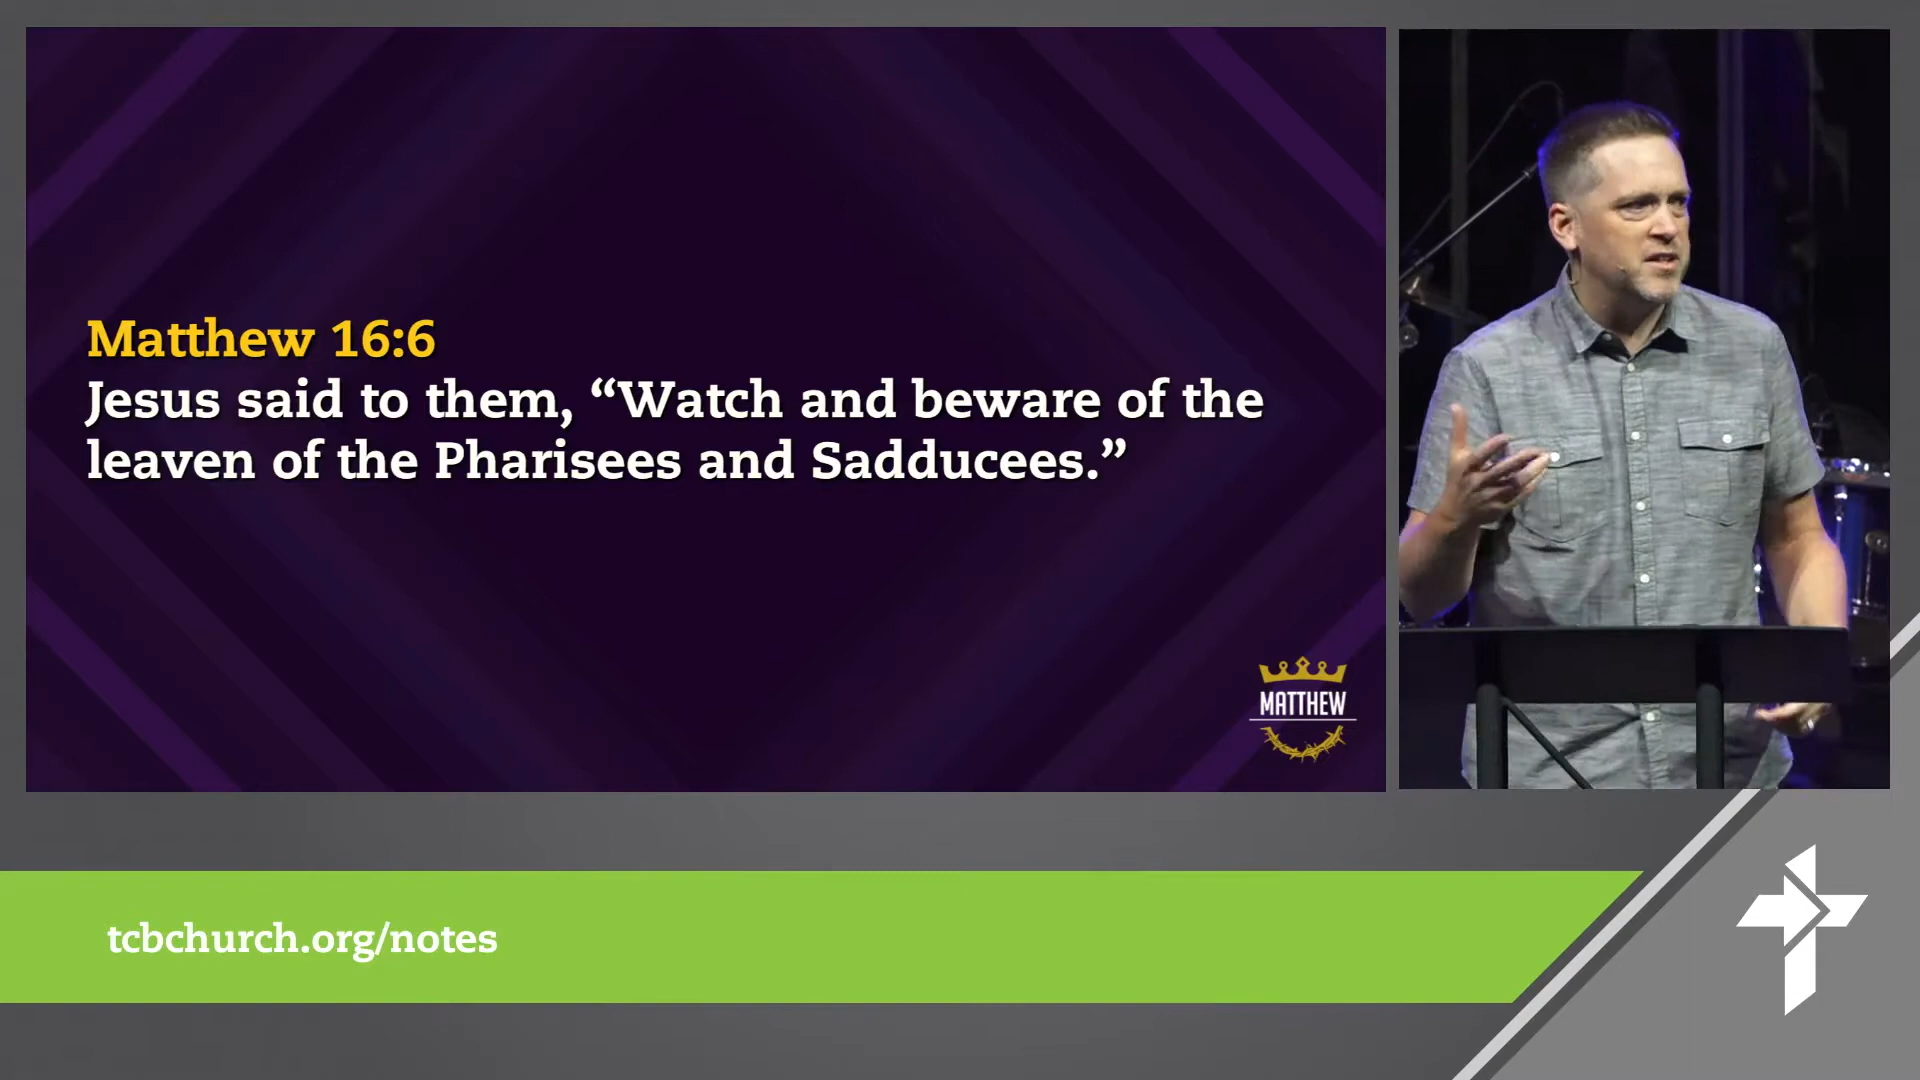 Matthew 16:6
Jesus said to them, “Watch and beware of the
leaven of the Pharisees and Sadducees.”
MATTHEW
tcbchurch.org/notes